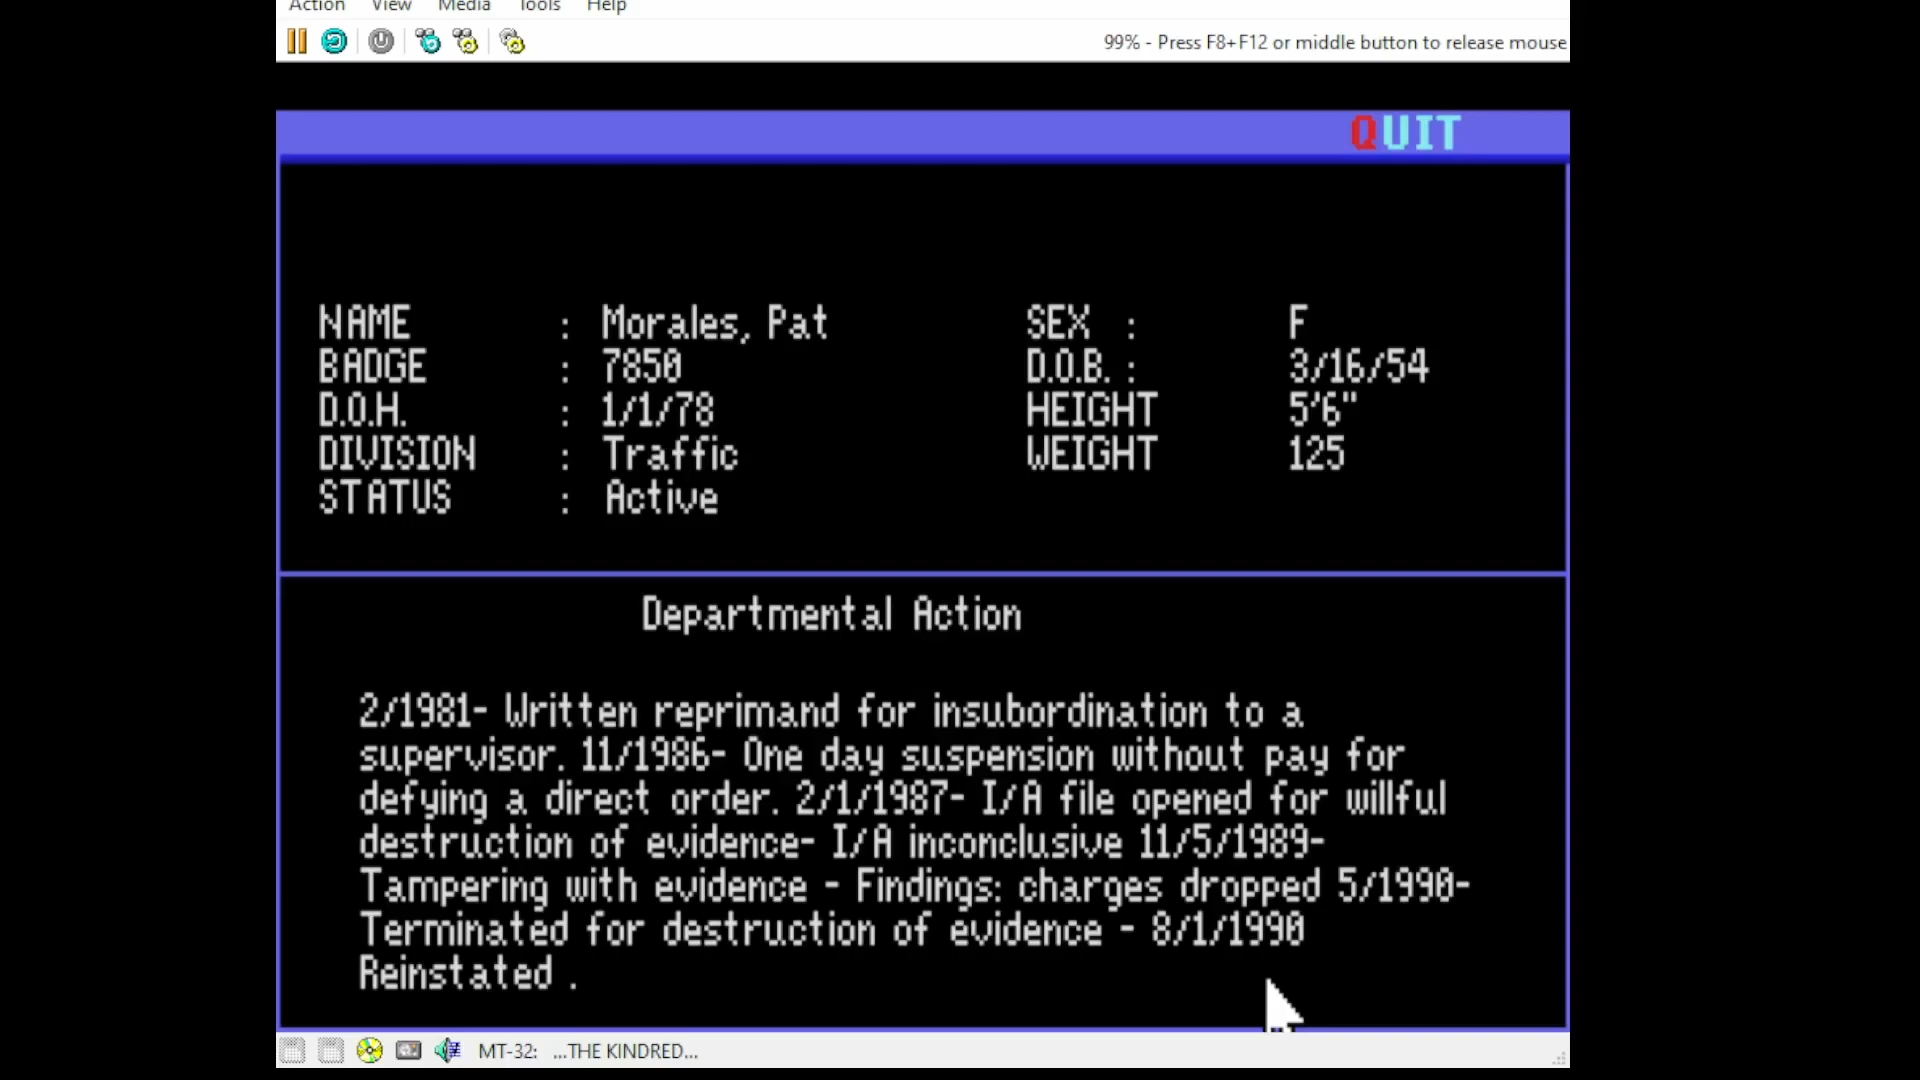 Action View Media Tools Help
99% - Press F8+F12 or middle button to release mouse
QUIT
NAME : Morales, Pat SEX : F
BADGE : 7850 D.O.B. : 3/16/54
D.O.H. : 1/1/78 HEIGHT 5'6"
DIVISION : Traffic WEIGHT 125
STATUS : Active
Departmental Action
2/1981- Written reprimand for insubordination to a
supervisor. 11/1986- One day suspension without pay for
defying a direct order. 2/1/1987- I/A file opened for willful
destruction of evidence- I/A inconclusive 11/5/1989-
Tampering with evidence - Findings: charges dropped 5/1990-
Terminated for destruction of evidence - 8/1/1990
Reinstated .
MT-32: ...THE KINDRED...